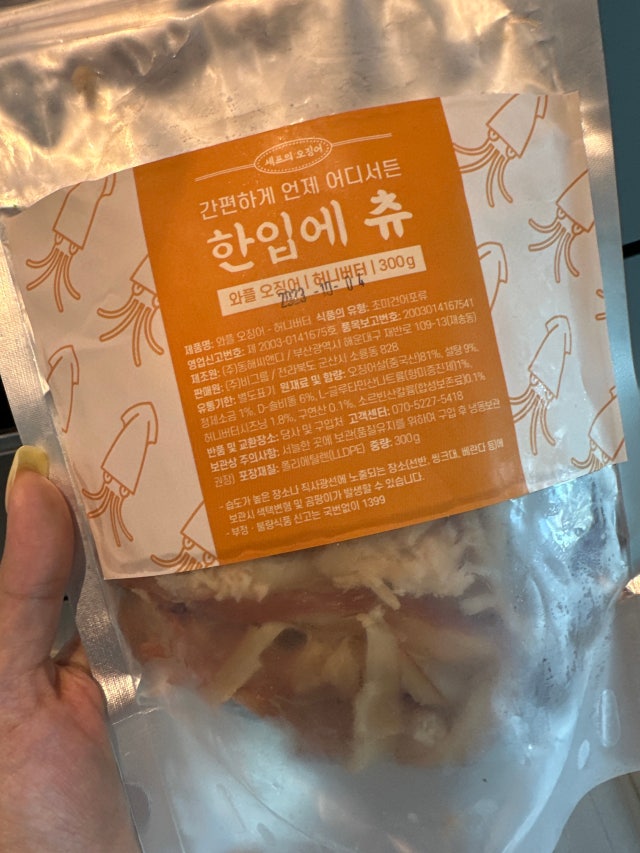 세포의 오징어
간편하게 언제 어디서든
한입에 츄
와플 오징어 | 허니버터 | 300g
2023 -10- 04
제품명: 와플 오징어 - 허니버터 식품의 유형: 조미건어포류
영업신고번호: 제 2003-0141675호 품목보고번호: 2003014167541
제조원: (주)동해씨앤디 / 부산광역시 해운대구 재반로 109-13(재송동)
판매원: (주)비그룹 / 전라북도 군산시 소룡동 828
유통기한: 별도표기 원재료 및 함량: 오징어살(중국산)81%, 설탕 9%,
정제소금 1%, D-솔비톨 6%, L-글루타민산나트륨(향미증진제)1%,
허니버터시즈닝 1.8%, 구연산 0.1%, 소르빈산칼륨(합성보존료)0.1%
반품 및 교환장소: 당사 및 구입처 고객센터: 070-5227-5418
보관상 주의사항: 서늘한 곳에 보관(품질유지를 위하여 구입 후 냉동보관
권장) 포장재질: 폴리에틸렌(LLDPE) 중량: 300g
- 습도가 높은 장소나 직사광선에 노출되는 장소(선반, 씽크대, 베란다 등)에
보관시 색택변형 및 곰팡이가 발생할 수 있습니다.
- 부정·불량식품 신고는 국번없이 1399